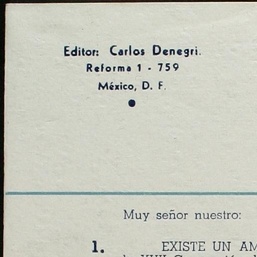 Editor: Carlos Denegri.
Reforma 1 - 759
México, D. F.
Muy señor nuestro:
1. EXISTE UN AM